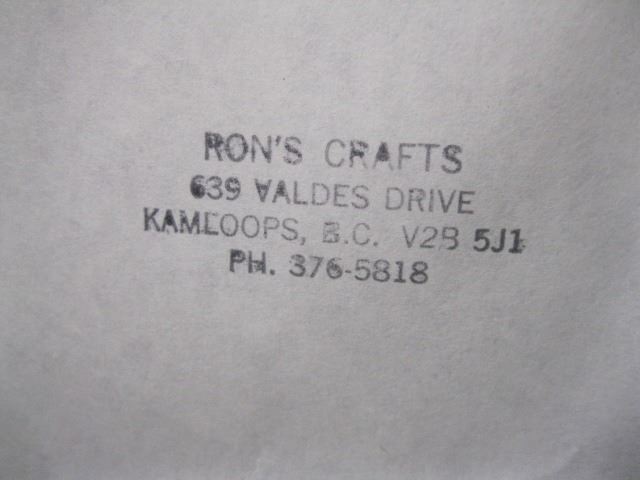 RON'S CRAFTS
639 VALDES DRIVE
KAMLOOPS, B.C. V2B 5J1
PH. 376-5818